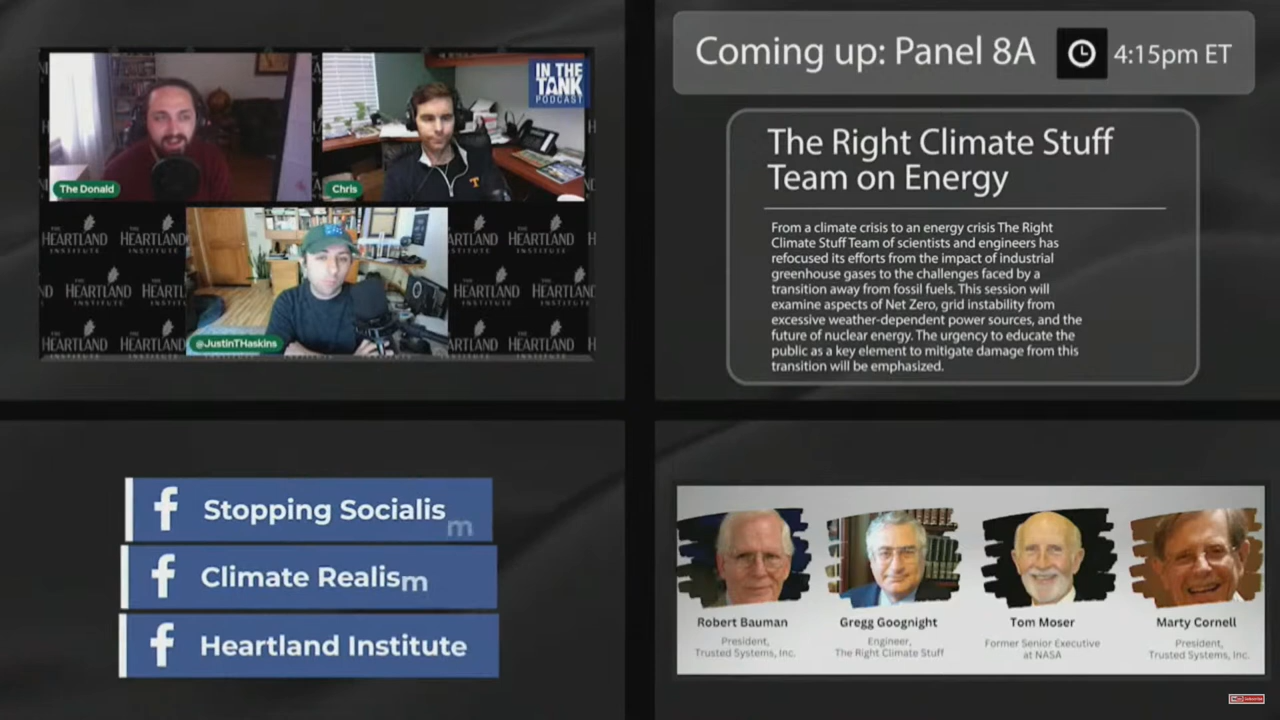 IN THE
TANK
PODCAST
The Donald
Chris
THE
HEARTLAND
INSTITUTE
THE
HEARTLAND
INSTITUTE
@JustinTHaskins
Coming up: Panel 8A
4:15pm ET
The Right Climate Stuff
Team on Energy
From a climate crisis to an energy crisis The Right
Climate Stuff Team of scientists and engineers has
refocused its efforts from the impact of industrial
greenhouse gases to the challenges faced by a
transition away from fossil fuels. This session will
examine aspects of Net Zero, grid instability from
excessive weather-dependent power sources, and the
future of nuclear energy. The urgency to educate the
public as a key element to mitigate damage from this
transition will be emphasized.
Stopping Socialism
Climate Realism
Heartland Institute
Robert Bauman
President,
Trusted Systems, Inc.
Gregg Goognight
Engineer,
The Right Climate Stuff
Tom Moser
Former Senior Executive
at NASA
Marty Cornell
President,
Trusted Systems, Inc.